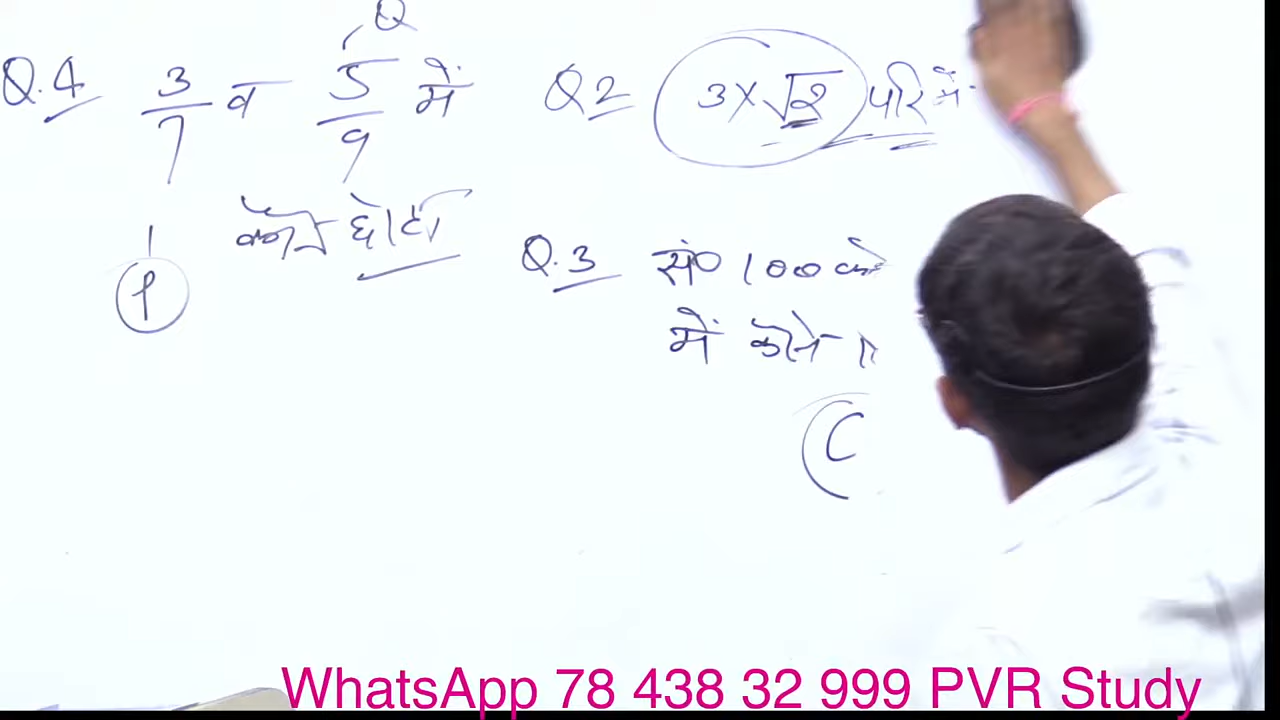 Q
Q.4 3/7 व 5/9 में
कौन छोटा
P
Q2 3×√2 परिमे
Q.3 सं० 100 को
में कौन
C
WhatsApp 78 438 32 999 PVR Study